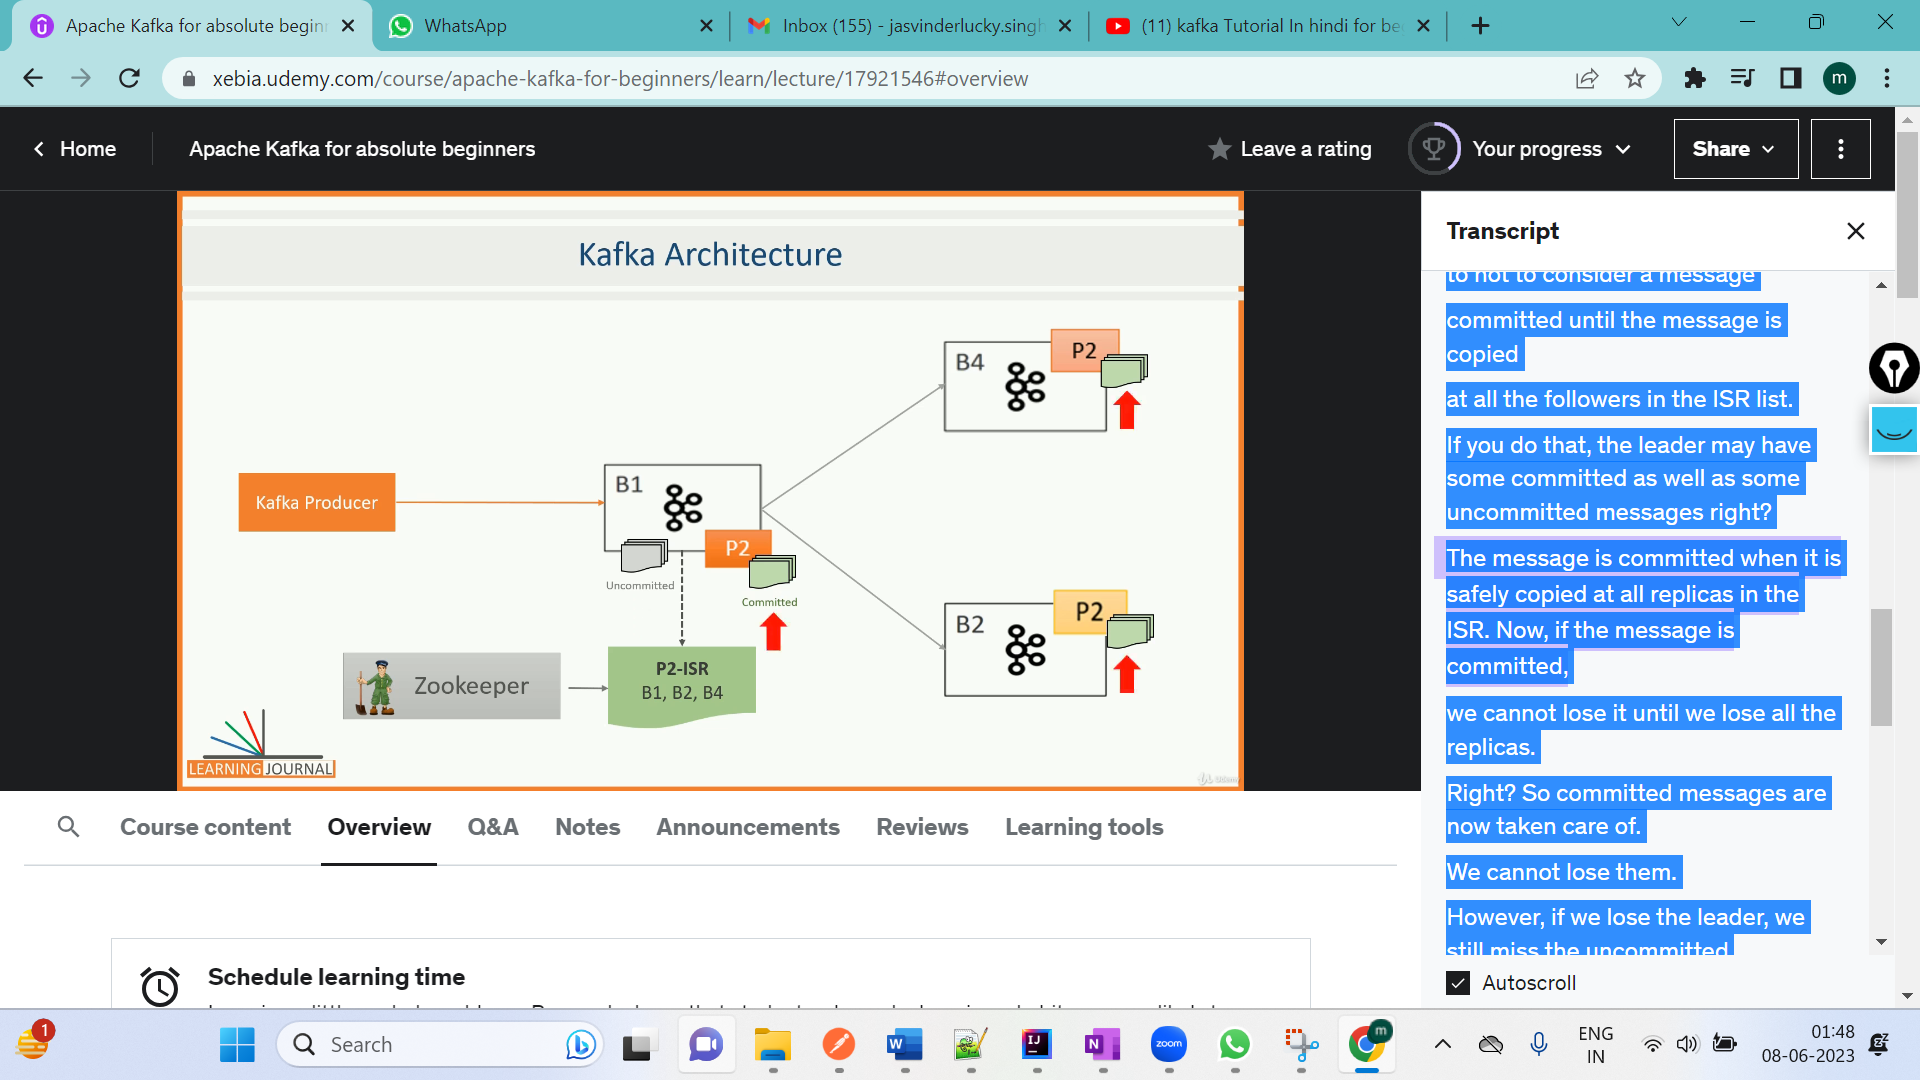 Apache Kafka for absolute begin
WhatsApp
Inbox (155) - jasvinderlucky.singh
(11) kafka Tutorial In hindi for be
xebia.udemy.com/course/apache-kafka-for-beginners/learn/lecture/17921546#overview
m
Home
Apache Kafka for absolute beginners
Leave a rating
Your progress
Share
Kafka Architecture
B4
P2
Kafka Producer
B1
P2
Uncommitted
Committed
B2
P2
Zookeeper
P2-ISR
B1, B2, B4
LEARNING JOURNAL
Udemy
Transcript
to not to consider a message
committed until the message is
copied
at all the followers in the ISR list.
If you do that, the leader may have
some committed as well as some
uncommitted messages right?
The message is committed when it is
safely copied at all replicas in the
ISR. Now, if the message is
committed,
we cannot lose it until we lose all the
replicas.
Right? So committed messages are
now taken care of.
We cannot lose them.
However, if we lose the leader, we
still miss the uncommitted
Autoscroll
Course content
Overview
Q&A
Notes
Announcements
Reviews
Learning tools
Schedule learning time
1
Search
W
IJ
N
zoom
m
ENG
IN
01:48
08-06-2023